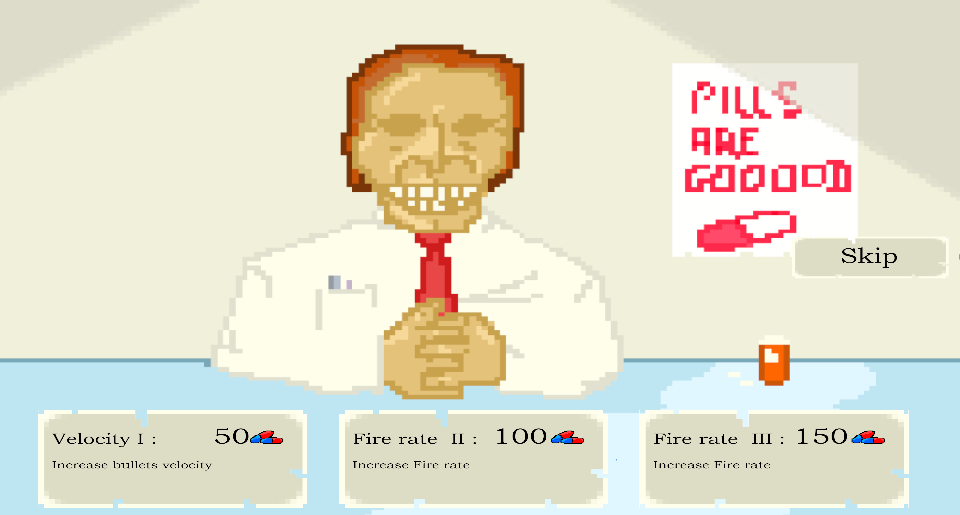 PILLS
ARE
GOOOOD
Skip
Velocity I : 50
Increase bullets velocity
Fire rate II : 100
Increase Fire rate
Fire rate III : 150
Increase Fire rate